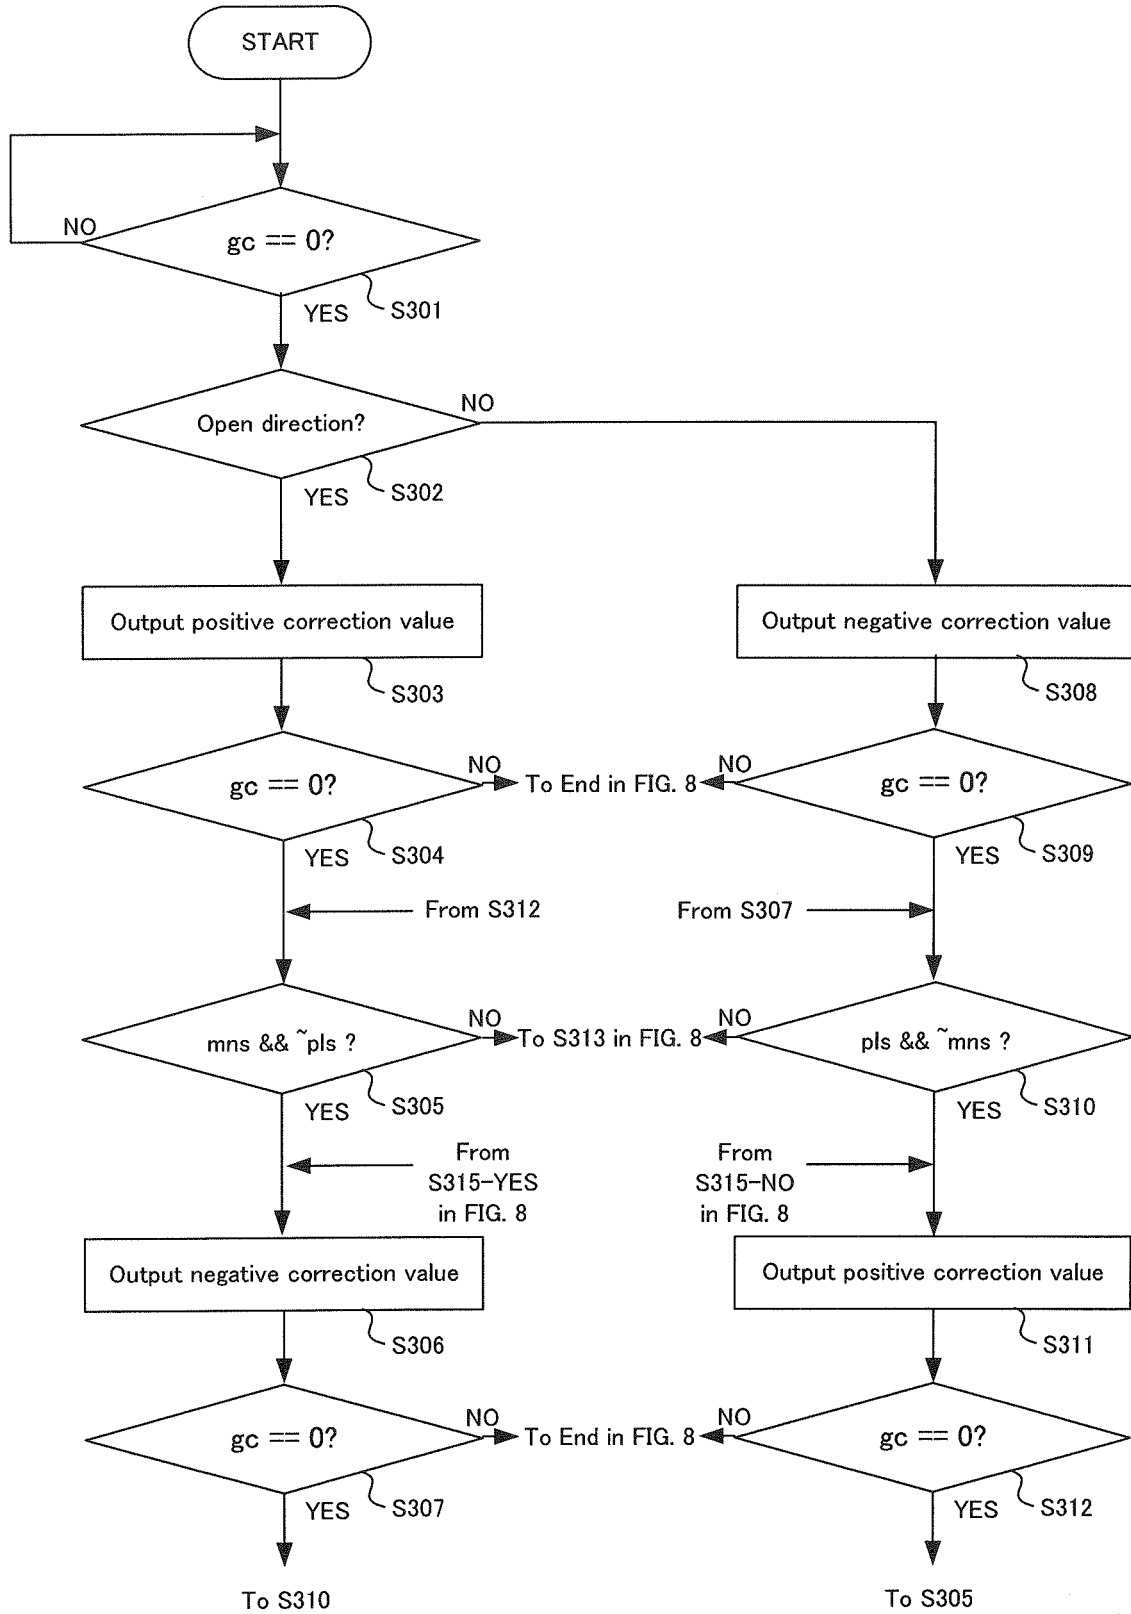 START
NO
gc == 0?
YES
S301
NO
Open direction?
YES
S302
Output positive correction value
Output negative correction value
S303
S308
NO
NO
gc == 0?
To End in FIG. 8
gc == 0?
YES
S304
YES
S309
From S312
From S307
NO
NO
mns && ~pls ?
To S313 in FIG. 8
pls && ~mns ?
YES
S305
YES
S310
From
S315-YES
in FIG. 8
From
S315-NO
in FIG. 8
Output negative correction value
Output positive correction value
S306
S311
NO
NO
gc == 0?
To End in FIG. 8
gc == 0?
YES
S307
YES
S312
To S310
To S305